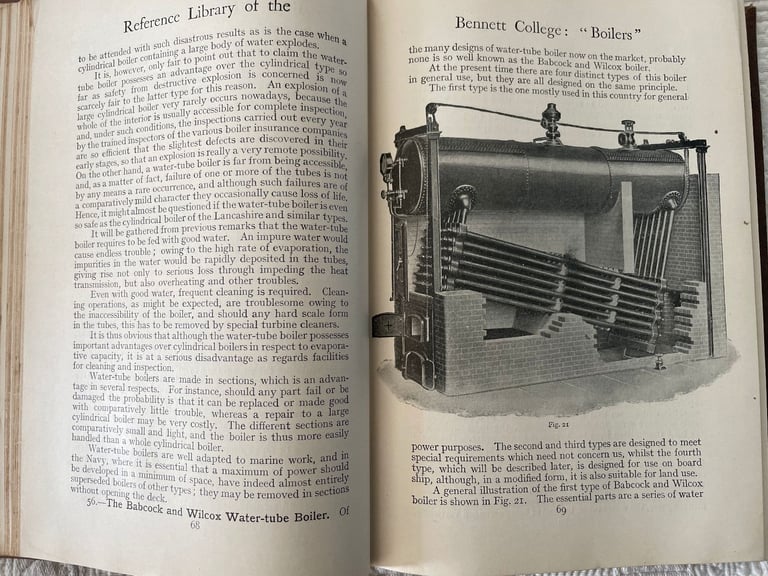 Reference Library of the
to be attended with such disastrous results as is the case when a
cylindrical boiler containing a large body of water explodes.
It is, however, only fair to point out that to claim the water-
tube boiler possesses an advantage over the cylindrical type so
far as safety from destructive explosion is concerned is now
scarcely fair to the latter type for this reason. An explosion of a
large cylindrical boiler very rarely occurs nowadays, because the
whole of the interior is usually accessible for complete inspection,
and, under such conditions, the inspections carried out every year
by the trained inspectors of the various boiler insurance companies
are so efficient that the slightest defects are discovered in their
early stages, so that an explosion is really a very remote possibility.
On the other hand, a water-tube boiler is far from being accessible,
and, as a matter of fact, failure of one or more of the tubes is not
by any means a rare occurrence, and although such failures are of
a comparatively mild character they occasionally cause loss of life.
Hence, it might almost be questioned if the water-tube boiler is even
so safe as the cylindrical boiler of the Lancashire and similar types.
It will be gathered from previous remarks that the water-tube
boiler requires to be fed with good water. An impure water would
cause endless trouble; owing to the high rate of evaporation, the
impurities in the water would be rapidly deposited in the tubes,
giving rise not only to serious loss through impeding the heat
transmission, but also overheating and other troubles.
Even with good water, frequent cleaning is required. Clean-
ing operations, as might be expected, are troublesome owing to
the inaccessibility of the boiler, and should any hard scale form
in the tubes, this has to be removed by special turbine cleaners.
It is thus obvious that although the water-tube boiler possesses
important advantages over cylindrical boilers in respect to evapora-
tive capacity, it is at a serious disadvantage as regards facilities
for cleaning and inspection.
Water-tube boilers are made in sections, which is an advan-
tage in several respects. For instance, should any part fail or be
damaged the probability is that it can be replaced or made good
with comparatively little trouble, whereas a repair to a large
cylindrical boiler may be very costly. The different sections are
comparatively small and light, and the boiler is thus more easily
handled than a whole cylindrical boiler.
Water-tube boilers are well adapted to marine work, and in
the Navy, where it is essential that a maximum of power should
be developed in a minimum of space, have indeed almost entirely
superseded boilers of other types; they may be removed in sections
without opening the deck.
56.—The Babcock and Wilcox Water-tube Boiler. Of
68
Bennett College: "Boilers"
the many designs of water-tube boiler now on the market, probably
none is so well known as the Babcock and Wilcox boiler.
At the present time there are four distinct types of this boiler
in general use, but they are all designed on the same principle.
The first type is the one mostly used in this country for general
Fig. 21
power purposes. The second and third types are designed to meet
special requirements which need not concern us, whilst the fourth
type, which will be described later, is designed for use on board
ship, although, in a modified form, it is also suitable for land use.
A general illustration of the first type of Babcock and Wilcox
boiler is shown in Fig. 21. The essential parts are a series of water
69